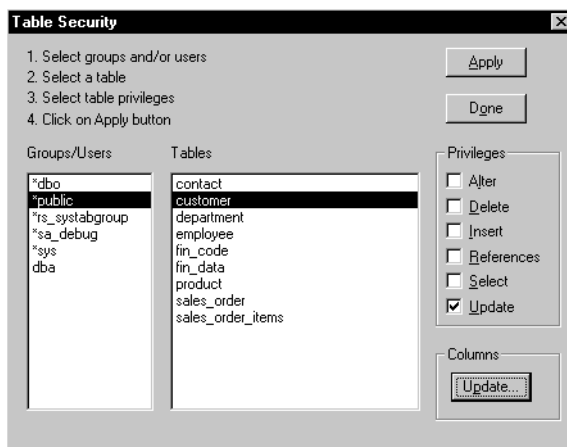 Table Security
1. Select groups and/or users
2. Select a table
3. Select table privileges
4. Click on Apply button
Apply
Done
Groups/Users
*dbo
*public
*rs_systabgroup
*sa_debug
*sys
dba
Tables
contact
customer
department
employee
fin_code
fin_data
product
sales_order
sales_order_items
Privileges
Alter
Delete
Insert
References
Select
Update
Columns
Update...